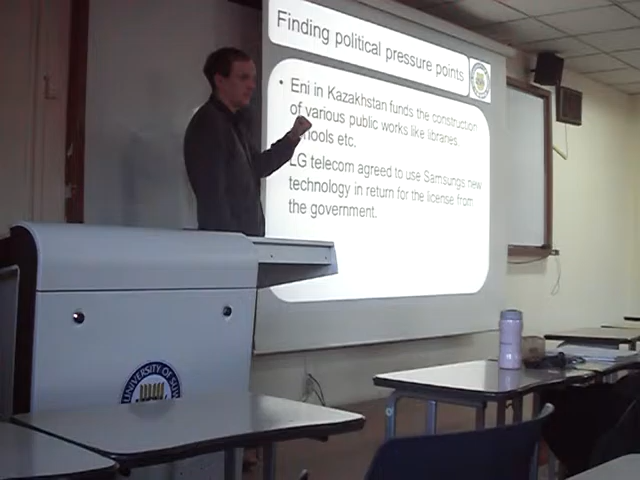 Finding political pressure points
• Eni in Kazakhstan funds the construction
of various public works like libraries
hools etc.
LG telecom agreed to use Samsungs new
technology in return for the license from
the government.
UNIVERSITY OF